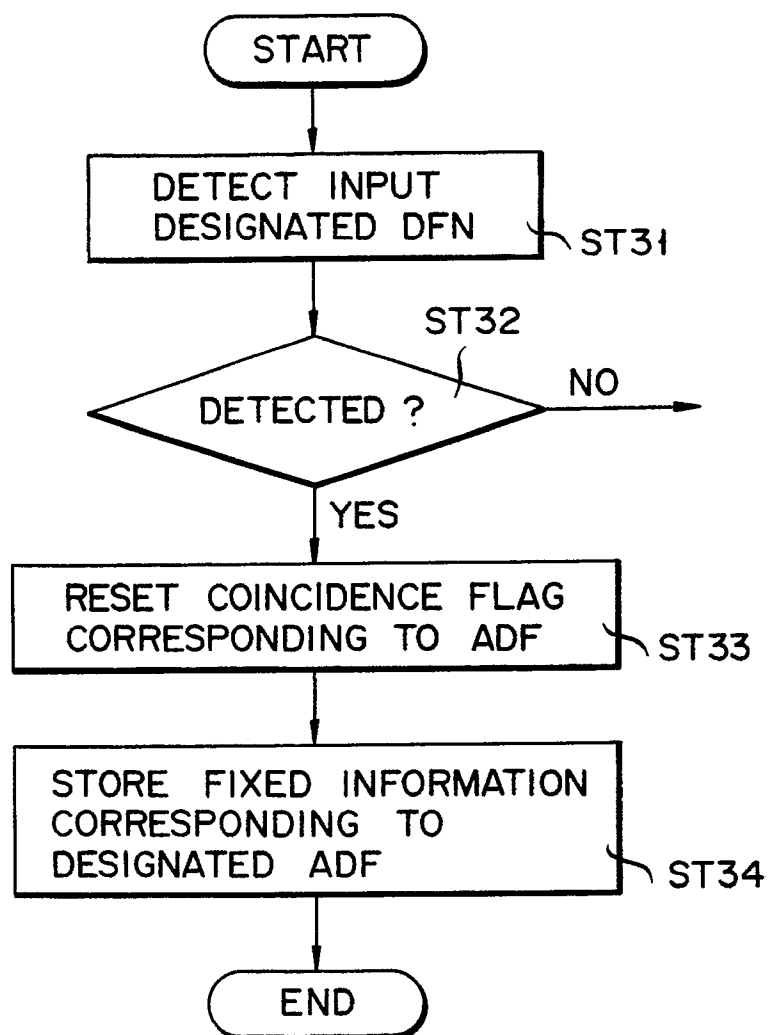 START
DETECT INPUT
DESIGNATED DFN
ST31
ST32
DETECTED ?
NO
YES
RESET COINCIDENCE FLAG
CORRESPONDING TO ADF
ST33
STORE FIXED INFORMATION
CORRESPONDING TO
DESIGNATED ADF
ST34
END